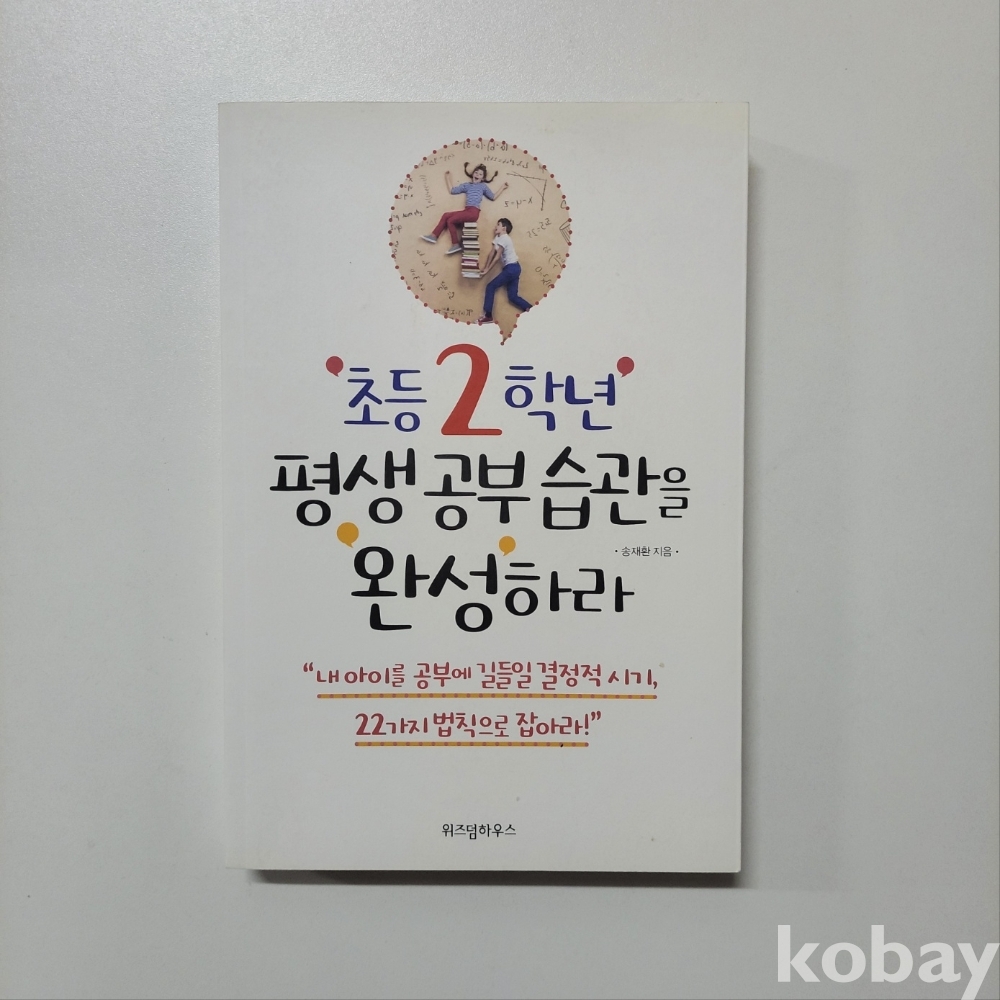 초등 2 학년
평생 공부 습관을
· 송재환 지음 ·
완성하라
“내 아이를 공부에 길들일 결정적 시기,
22가지 법칙으로 잡아라!”
위즈덤하우스
kobay